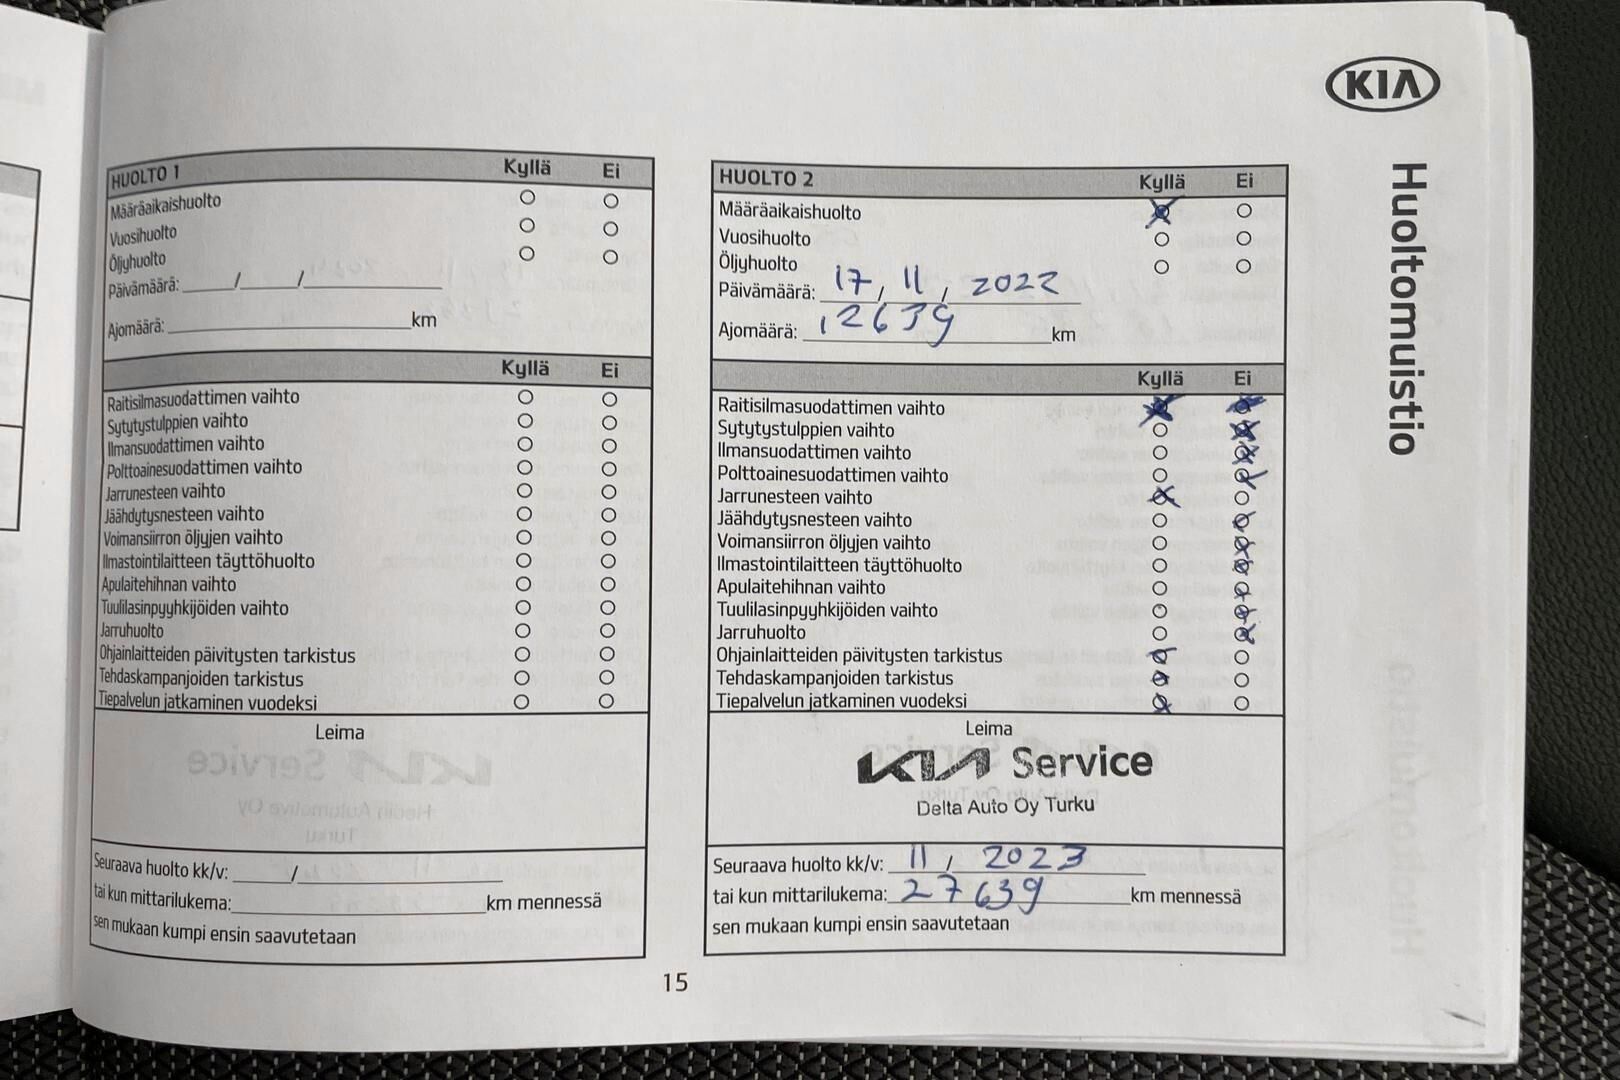 KIA
Huoltomuistio
HUOLTO 1 Kyllä Ei
Määräaikaishuolto
Vuosihuolto
Öljyhuolto
Päivämäärä: / /
Ajomäärä: km
Kyllä Ei
Raitisilmasuodattimen vaihto
Sytytystulppien vaihto
Ilmansuodattimen vaihto
Polttoainesuodattimen vaihto
Jarrunesteen vaihto
Jäähdytysnesteen vaihto
Voimansiirron öljyjen vaihto
Ilmastointilaitteen täyttöhuolto
Apulaitehihnan vaihto
Tuulilasinpyyhkijöiden vaihto
Jarruhuolto
Ohjainlaitteiden päivitysten tarkistus
Tehdaskampanjoiden tarkistus
Tiepalvelun jatkaminen vuodeksi
Leima
Seuraava huolto kk/v: /
tai kun mittarilukema: km mennessä
sen mukaan kumpi ensin saavutetaan
HUOLTO 2 Kyllä Ei
Määräaikaishuolto
Vuosihuolto
Öljyhuolto
Päivämäärä: 17 / 11 / 2022
Ajomäärä: 12639 km
Kyllä Ei
Raitisilmasuodattimen vaihto
Sytytystulppien vaihto
Ilmansuodattimen vaihto
Polttoainesuodattimen vaihto
Jarrunesteen vaihto
Jäähdytysnesteen vaihto
Voimansiirron öljyjen vaihto
Ilmastointilaitteen täyttöhuolto
Apulaitehihnan vaihto
Tuulilasinpyyhkijöiden vaihto
Jarruhuolto
Ohjainlaitteiden päivitysten tarkistus
Tehdaskampanjoiden tarkistus
Tiepalvelun jatkaminen vuodeksi
Leima
KIA Service
Delta Auto Oy Turku
Seuraava huolto kk/v: 11 / 2023
tai kun mittarilukema: 27639 km mennessä
sen mukaan kumpi ensin saavutetaan
15